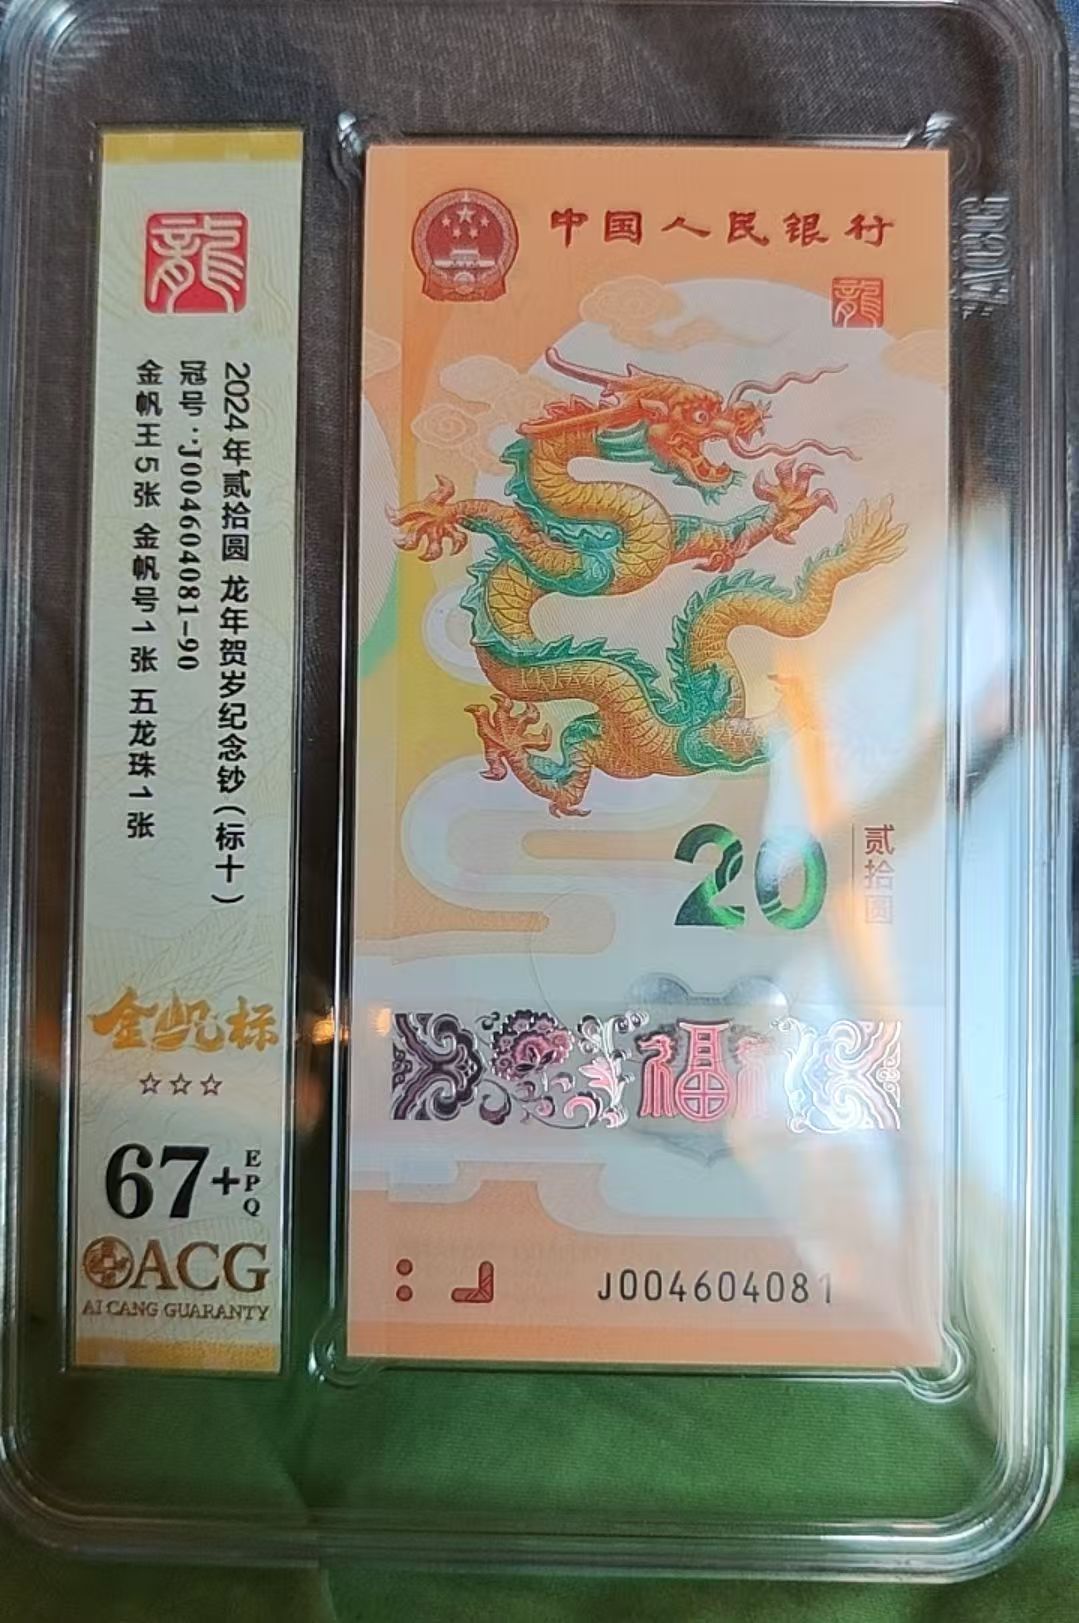 龍
2024年贰拾圆 龙年贺岁纪念钞(标十)
冠号:J004604081-90
金帆王5张 金帆号1张 五龙珠1张
金帆标
☆☆☆
67+EPQ
ACG
AI CANG GUARANTY
中国人民银行
龍
20
贰拾圆
福
J004604081